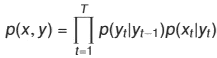 p(x, y) = ∏_{t=1}^{T} p(y_t|y_{t-1})p(x_t|y_t)